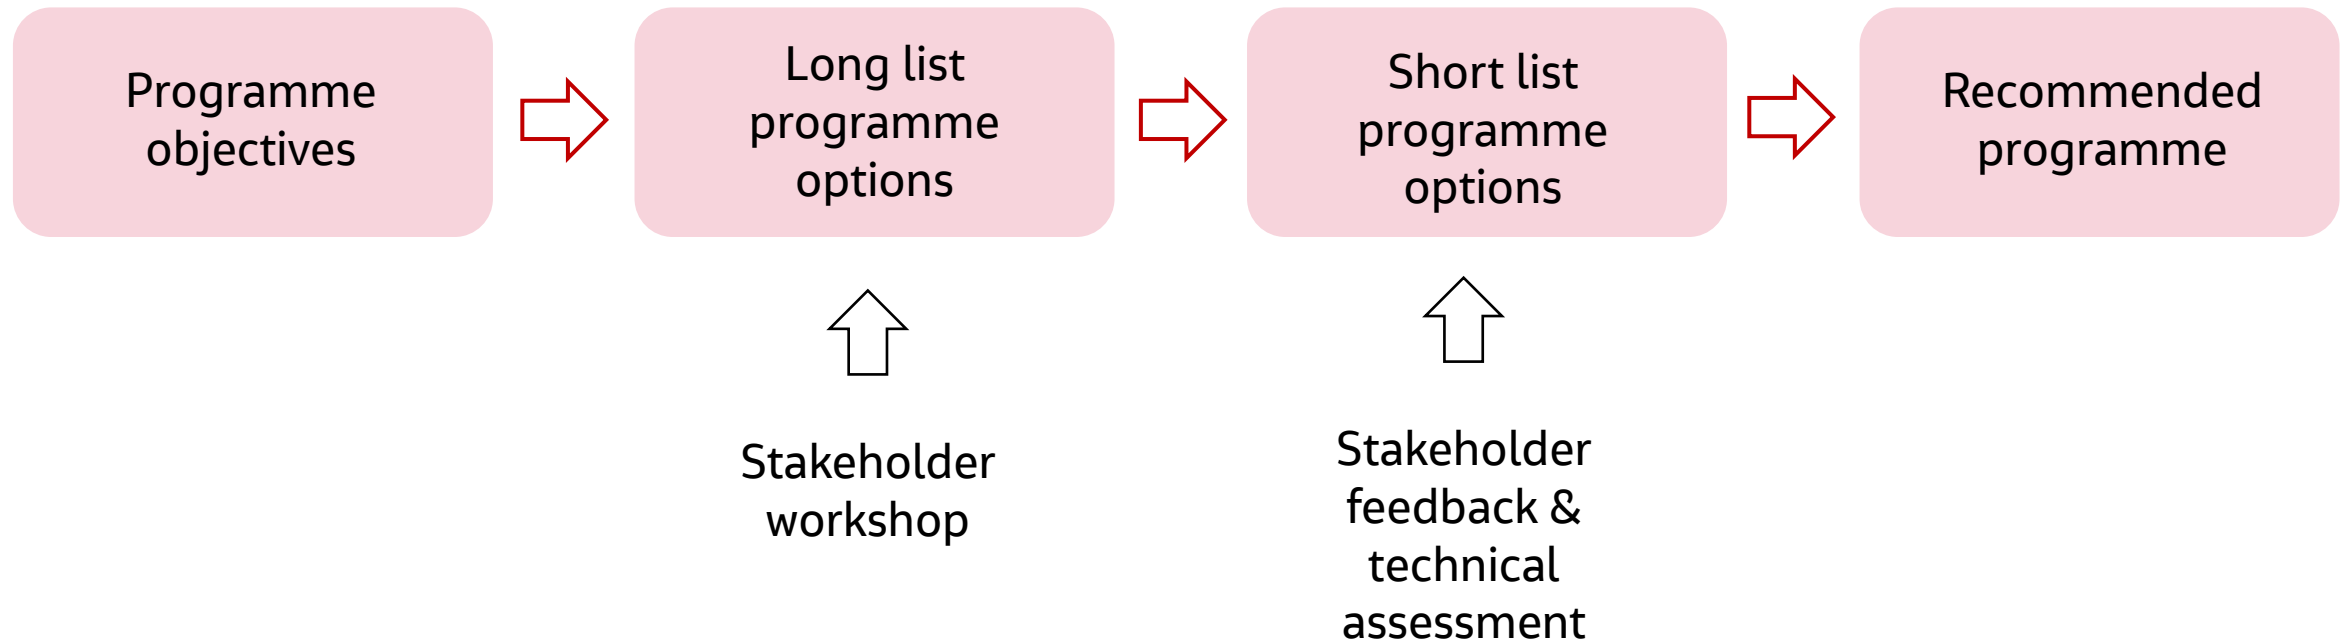 Programme
objectives
Long list
programme
options
Short list
programme
options
Recommended
programme
Stakeholder
workshop
Stakeholder
feedback &
technical
assessment